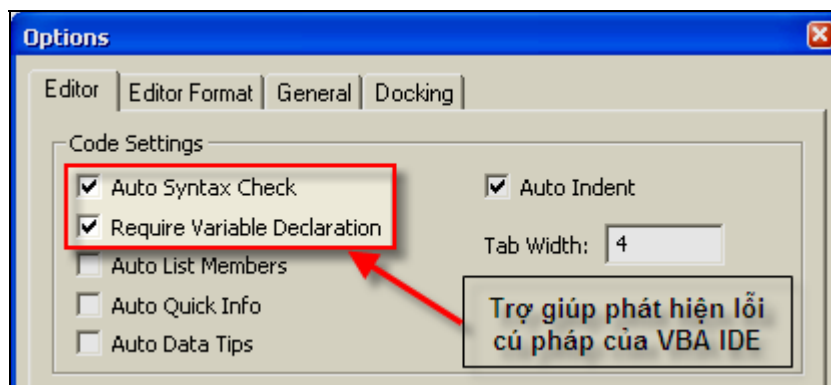 Options
Editor Editor Format General Docking
Code Settings
Auto Syntax Check
Auto Indent
Require Variable Declaration
Tab Width: 4
Auto List Members
Auto Quick Info
Auto Data Tips
Trợ giúp phát hiện lỗi
cú pháp của VBA IDE